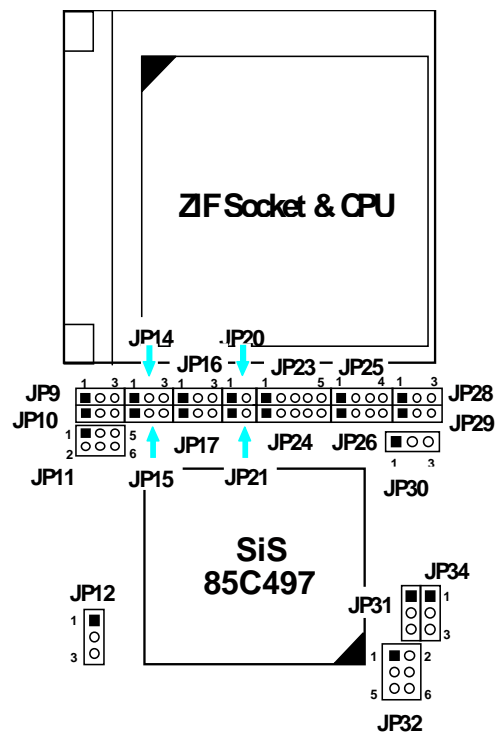 ZIF Socket & CPU
JP14 JP20
JP16 JP23 JP25
1 3 1 3 1 3 1 1 5 1 4 1 3
JP9 JP28
JP10 JP29
1 5 JP17 JP24 JP26
2 6
1 3
JP11 JP15 JP21 JP30
SiS
85C497
JP12 JP34
JP31
1 1
3 3
1 2
5 6
JP32